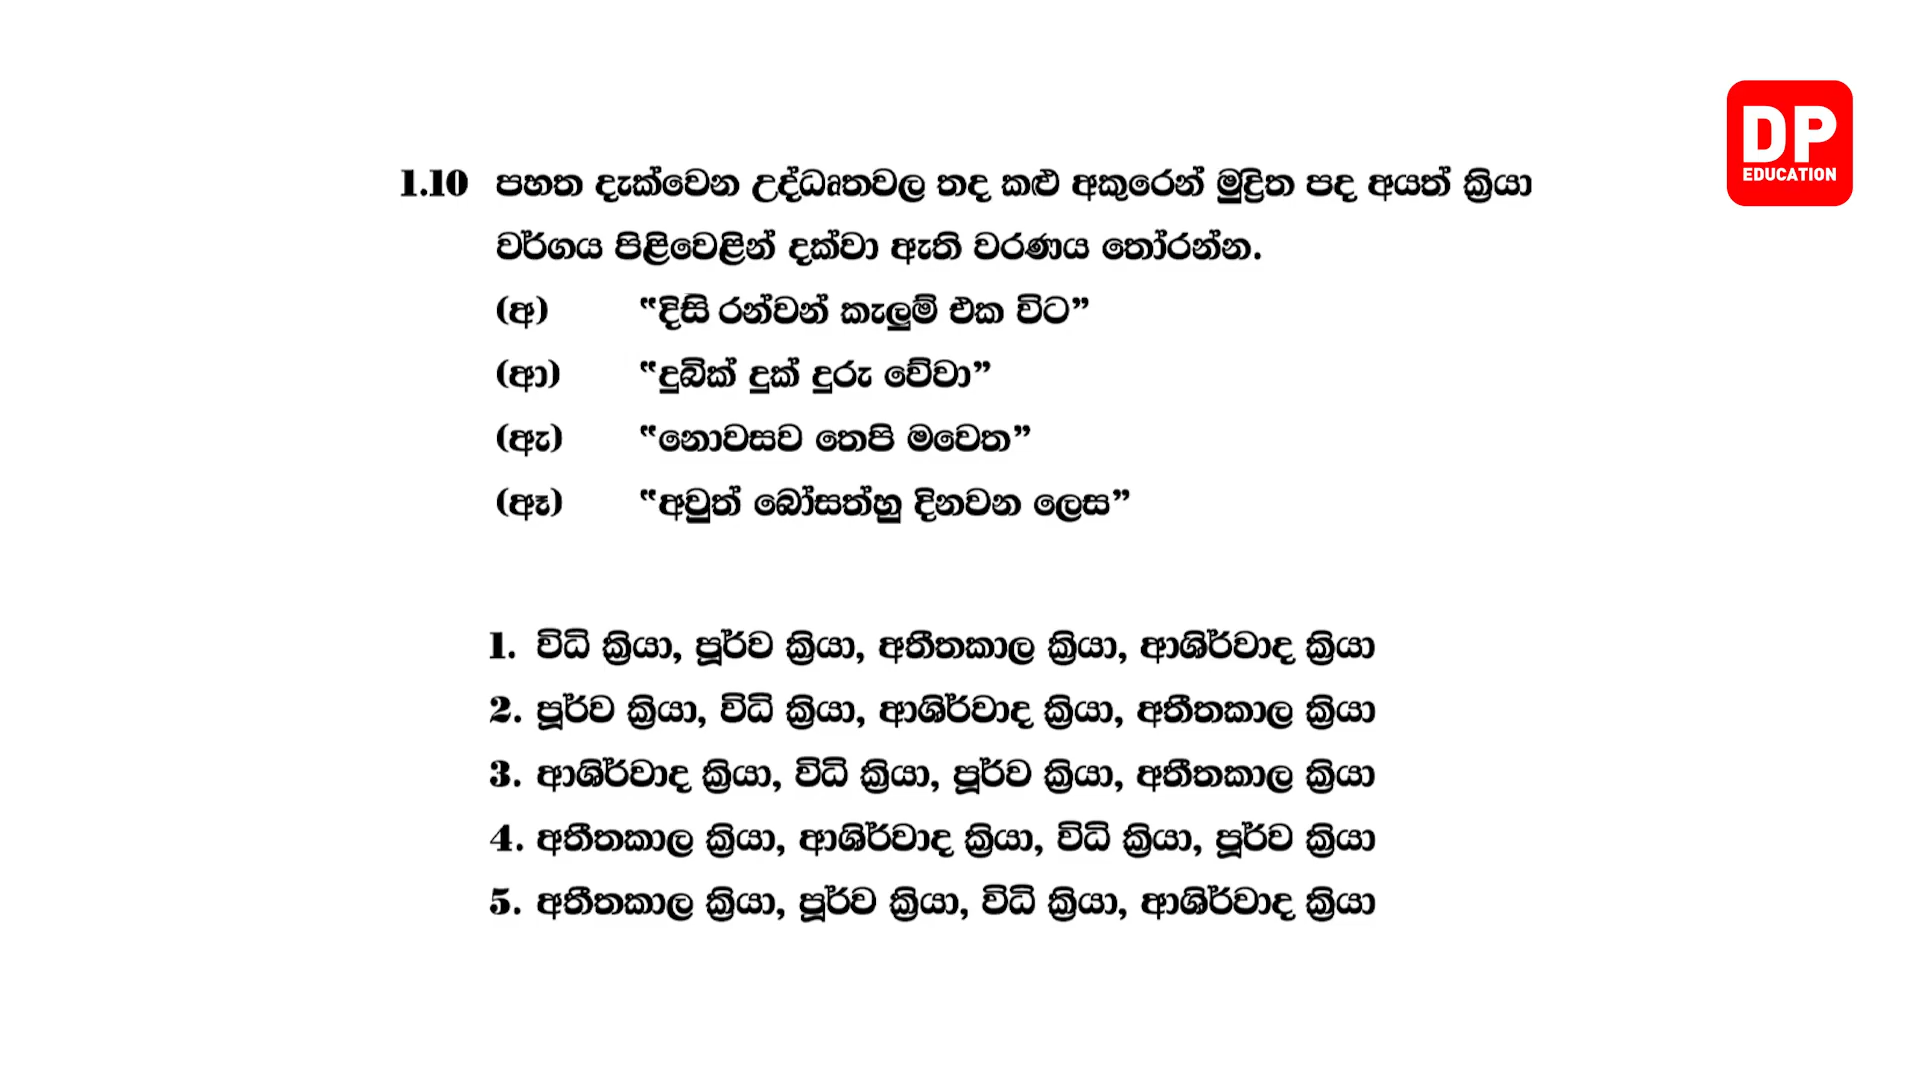 DP
EDUCATION
1.10 පහත දැක්වෙන උද්ධෘතවල තද කළු අකුරෙන් මුද්‍රිත පද අයත් ක්‍රියා
වර්ගය පිළිවෙළින් දක්වා ඇති වරණය තෝරන්න.
(අ) “දිසි රන්වන් කැලුම් එක විට”
(ආ) “දුබික් දුක් දුරු වේවා”
(ඇ) “නොවසව තෙපි මවෙත”
(ඈ) “අවුත් බෝසත්හු දිනවන ලෙස”
1. විධි ක්‍රියා, පූර්ව ක්‍රියා, අතීතකාල ක්‍රියා, ආශිර්වාද ක්‍රියා
2. පූර්ව ක්‍රියා, විධි ක්‍රියා, ආශිර්වාද ක්‍රියා, අතීතකාල ක්‍රියා
3. ආශිර්වාද ක්‍රියා, විධි ක්‍රියා, පූර්ව ක්‍රියා, අතීතකාල ක්‍රියා
4. අතීතකාල ක්‍රියා, ආශිර්වාද ක්‍රියා, විධි ක්‍රියා, පූර්ව ක්‍රියා
5. අතීතකාල ක්‍රියා, පූර්ව ක්‍රියා, විධි ක්‍රියා, ආශිර්වාද ක්‍රියා